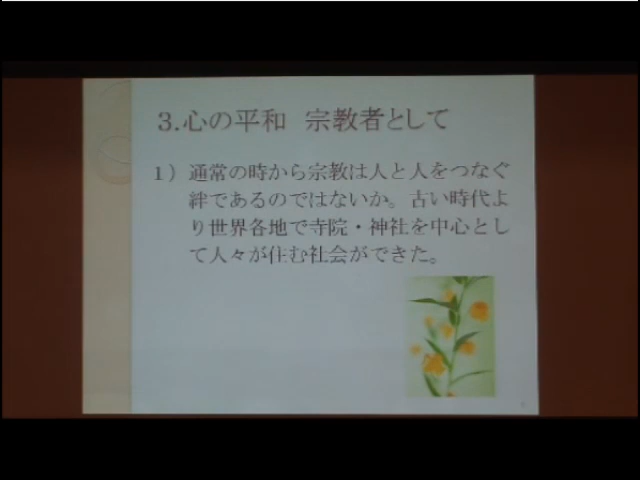 3.心の平和　宗教者として
1）通常の時から宗教は人と人をつなぐ
絆であるのではないか。古い時代よ
り世界各地で寺院・神社を中心とし
て人々が住む社会ができた。